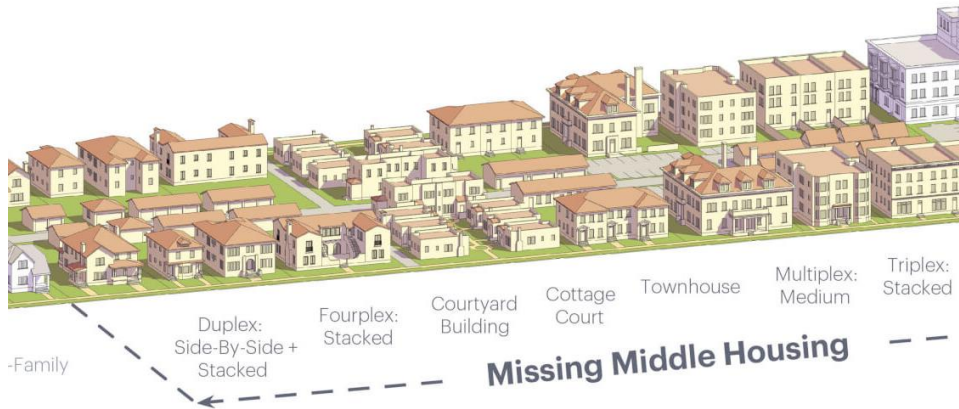 -Family
Duplex:
Side-By-Side +
Stacked
Fourplex:
Stacked
Courtyard
Building
Cottage
Court
Townhouse
Multiplex:
Medium
Triplex:
Stacked
Missing Middle Housing